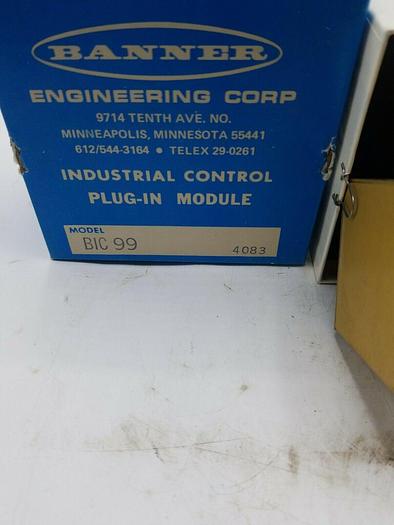 BANNER
ENGINEERING CORP
9714 TENTH AVE. NO.
MINNEAPOLIS, MINNESOTA 55441
612/544-3164 • TELEX 29-0261
INDUSTRIAL CONTROL
PLUG-IN MODULE
MODEL
BIC 99 4083